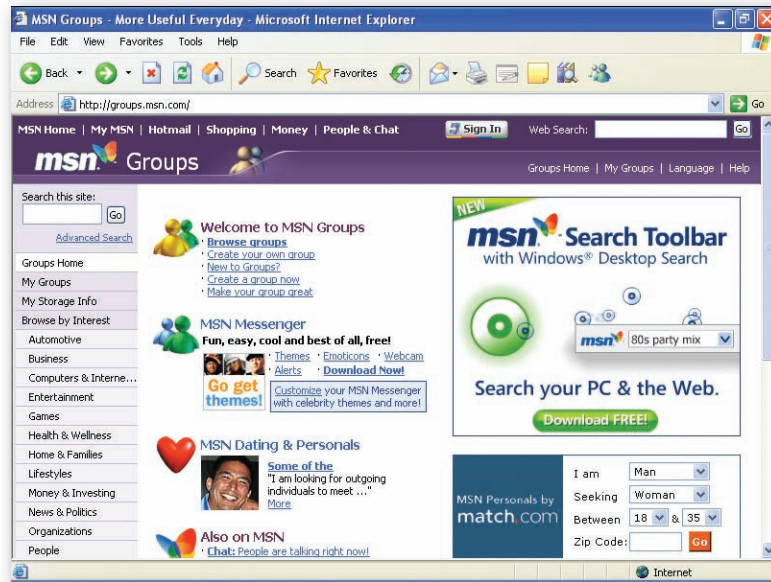 MSN Groups - More Useful Everyday - Microsoft Internet Explorer
File Edit View Favorites Tools Help
Back Search Favorites
Address http://groups.msn.com/ Go
MSN Home | My MSN | Hotmail | Shopping | Money | People & Chat Sign In Web Search: Go
msn Groups
Groups Home | My Groups | Language | Help
Search this site:
Go
Advanced Search
Groups Home
My Groups
My Storage Info
Browse by Interest
Automotive
Business
Computers & Interne...
Entertainment
Games
Health & Wellness
Home & Families
Lifestyles
Money & Investing
News & Politics
Organizations
People
Welcome to MSN Groups
· Browse groups
· Create your own group
· New to Groups?
· Create a group now
· Make your group great
MSN Messenger
Fun, easy, cool and best of all, free!
· Themes · Emoticons · Webcam
· Alerts · Download Now!
Go get
themes!
Customize your MSN Messenger
with celebrity themes and more!
MSN Dating & Personals
Some of the
"I am looking for outgoing
individuals to meet ..."
More
Also on MSN
· Chat: People are talking right now!
NEW
msn Search Toolbar
with Windows® Desktop Search
msn 80s party mix
Search your PC & the Web.
Download FREE!
MSN Personals by
match.com
I am Man
Seeking Woman
Between 18 & 35
Zip Code: Go
Internet